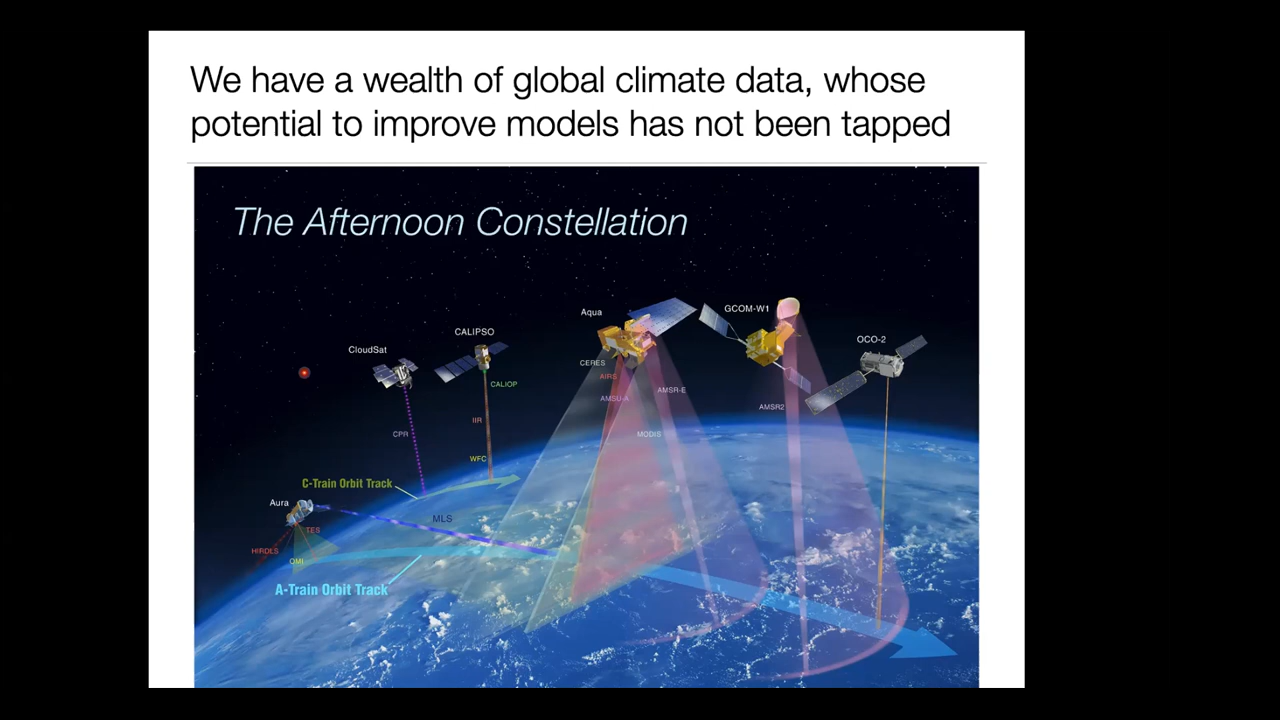 We have a wealth of global climate data, whose
potential to improve models has not been tapped
The Afternoon Constellation
Aqua
GCOM-W1
CALIPSO
OCO-2
CloudSat
CERES
AIRS
CALIOP
AMSR-E
AMSU-A
AMSR2
IIR
CPR
MODIS
WFC
C-Train Orbit Track
Aura
MLS
TES
HIRDLS
OMI
A-Train Orbit Track